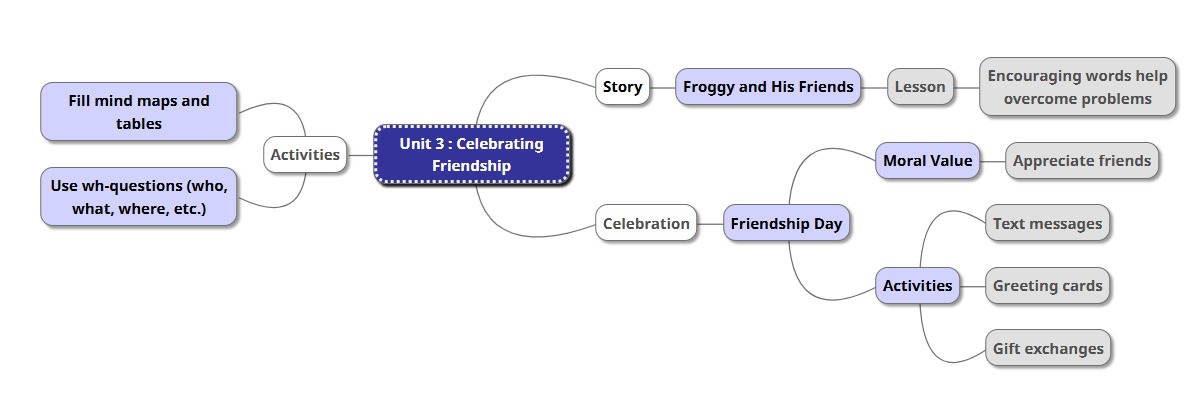 Unit 3 : Celebrating
Friendship
Story
Froggy and His Friends
Lesson
Encouraging words help
overcome problems
Celebration
Friendship Day
Moral Value
Appreciate friends
Activities
Text messages
Greeting cards
Gift exchanges
Activities
Fill mind maps and
tables
Use wh-questions (who,
what, where, etc.)